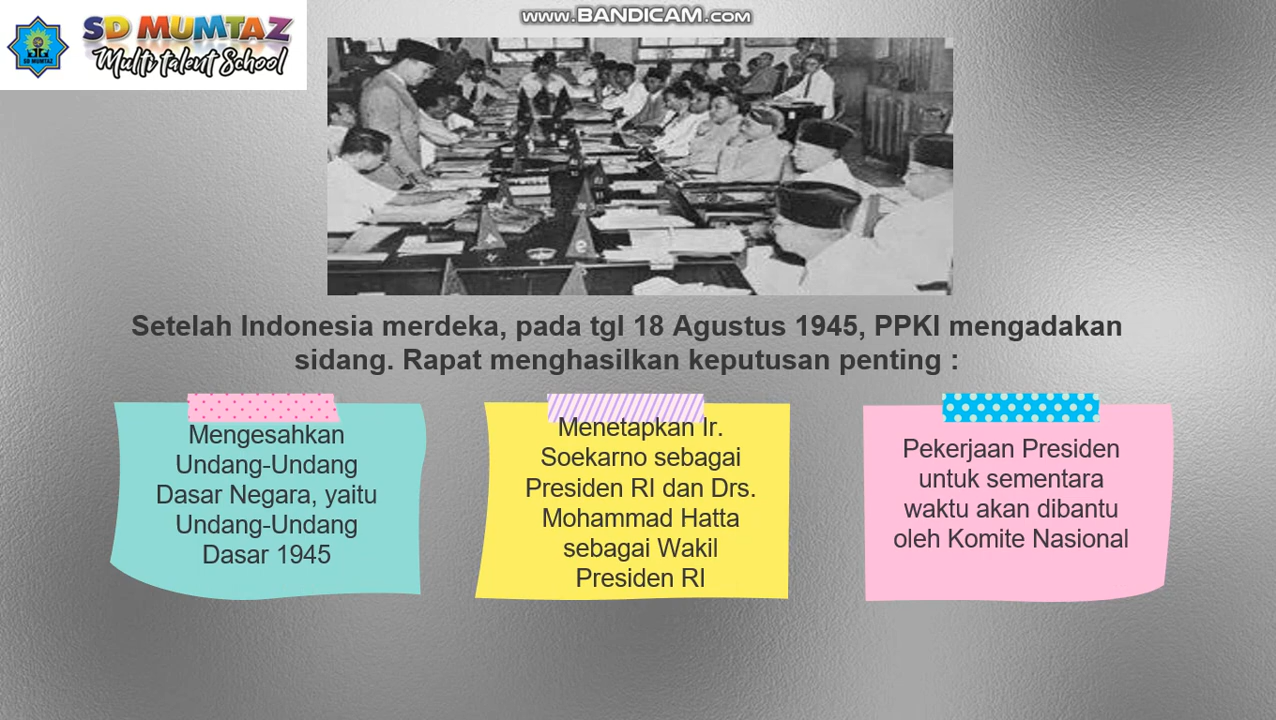 www.BANDICAM.com
SD MUMTAZ
Multi talent School
SD MUMTAZ
Setelah Indonesia merdeka, pada tgl 18 Agustus 1945, PPKI mengadakan
sidang. Rapat menghasilkan keputusan penting :
Mengesahkan
Undang-Undang
Dasar Negara, yaitu
Undang-Undang
Dasar 1945
Menetapkan Ir.
Soekarno sebagai
Presiden RI dan Drs.
Mohammad Hatta
sebagai Wakil
Presiden RI
Pekerjaan Presiden
untuk sementara
waktu akan dibantu
oleh Komite Nasional